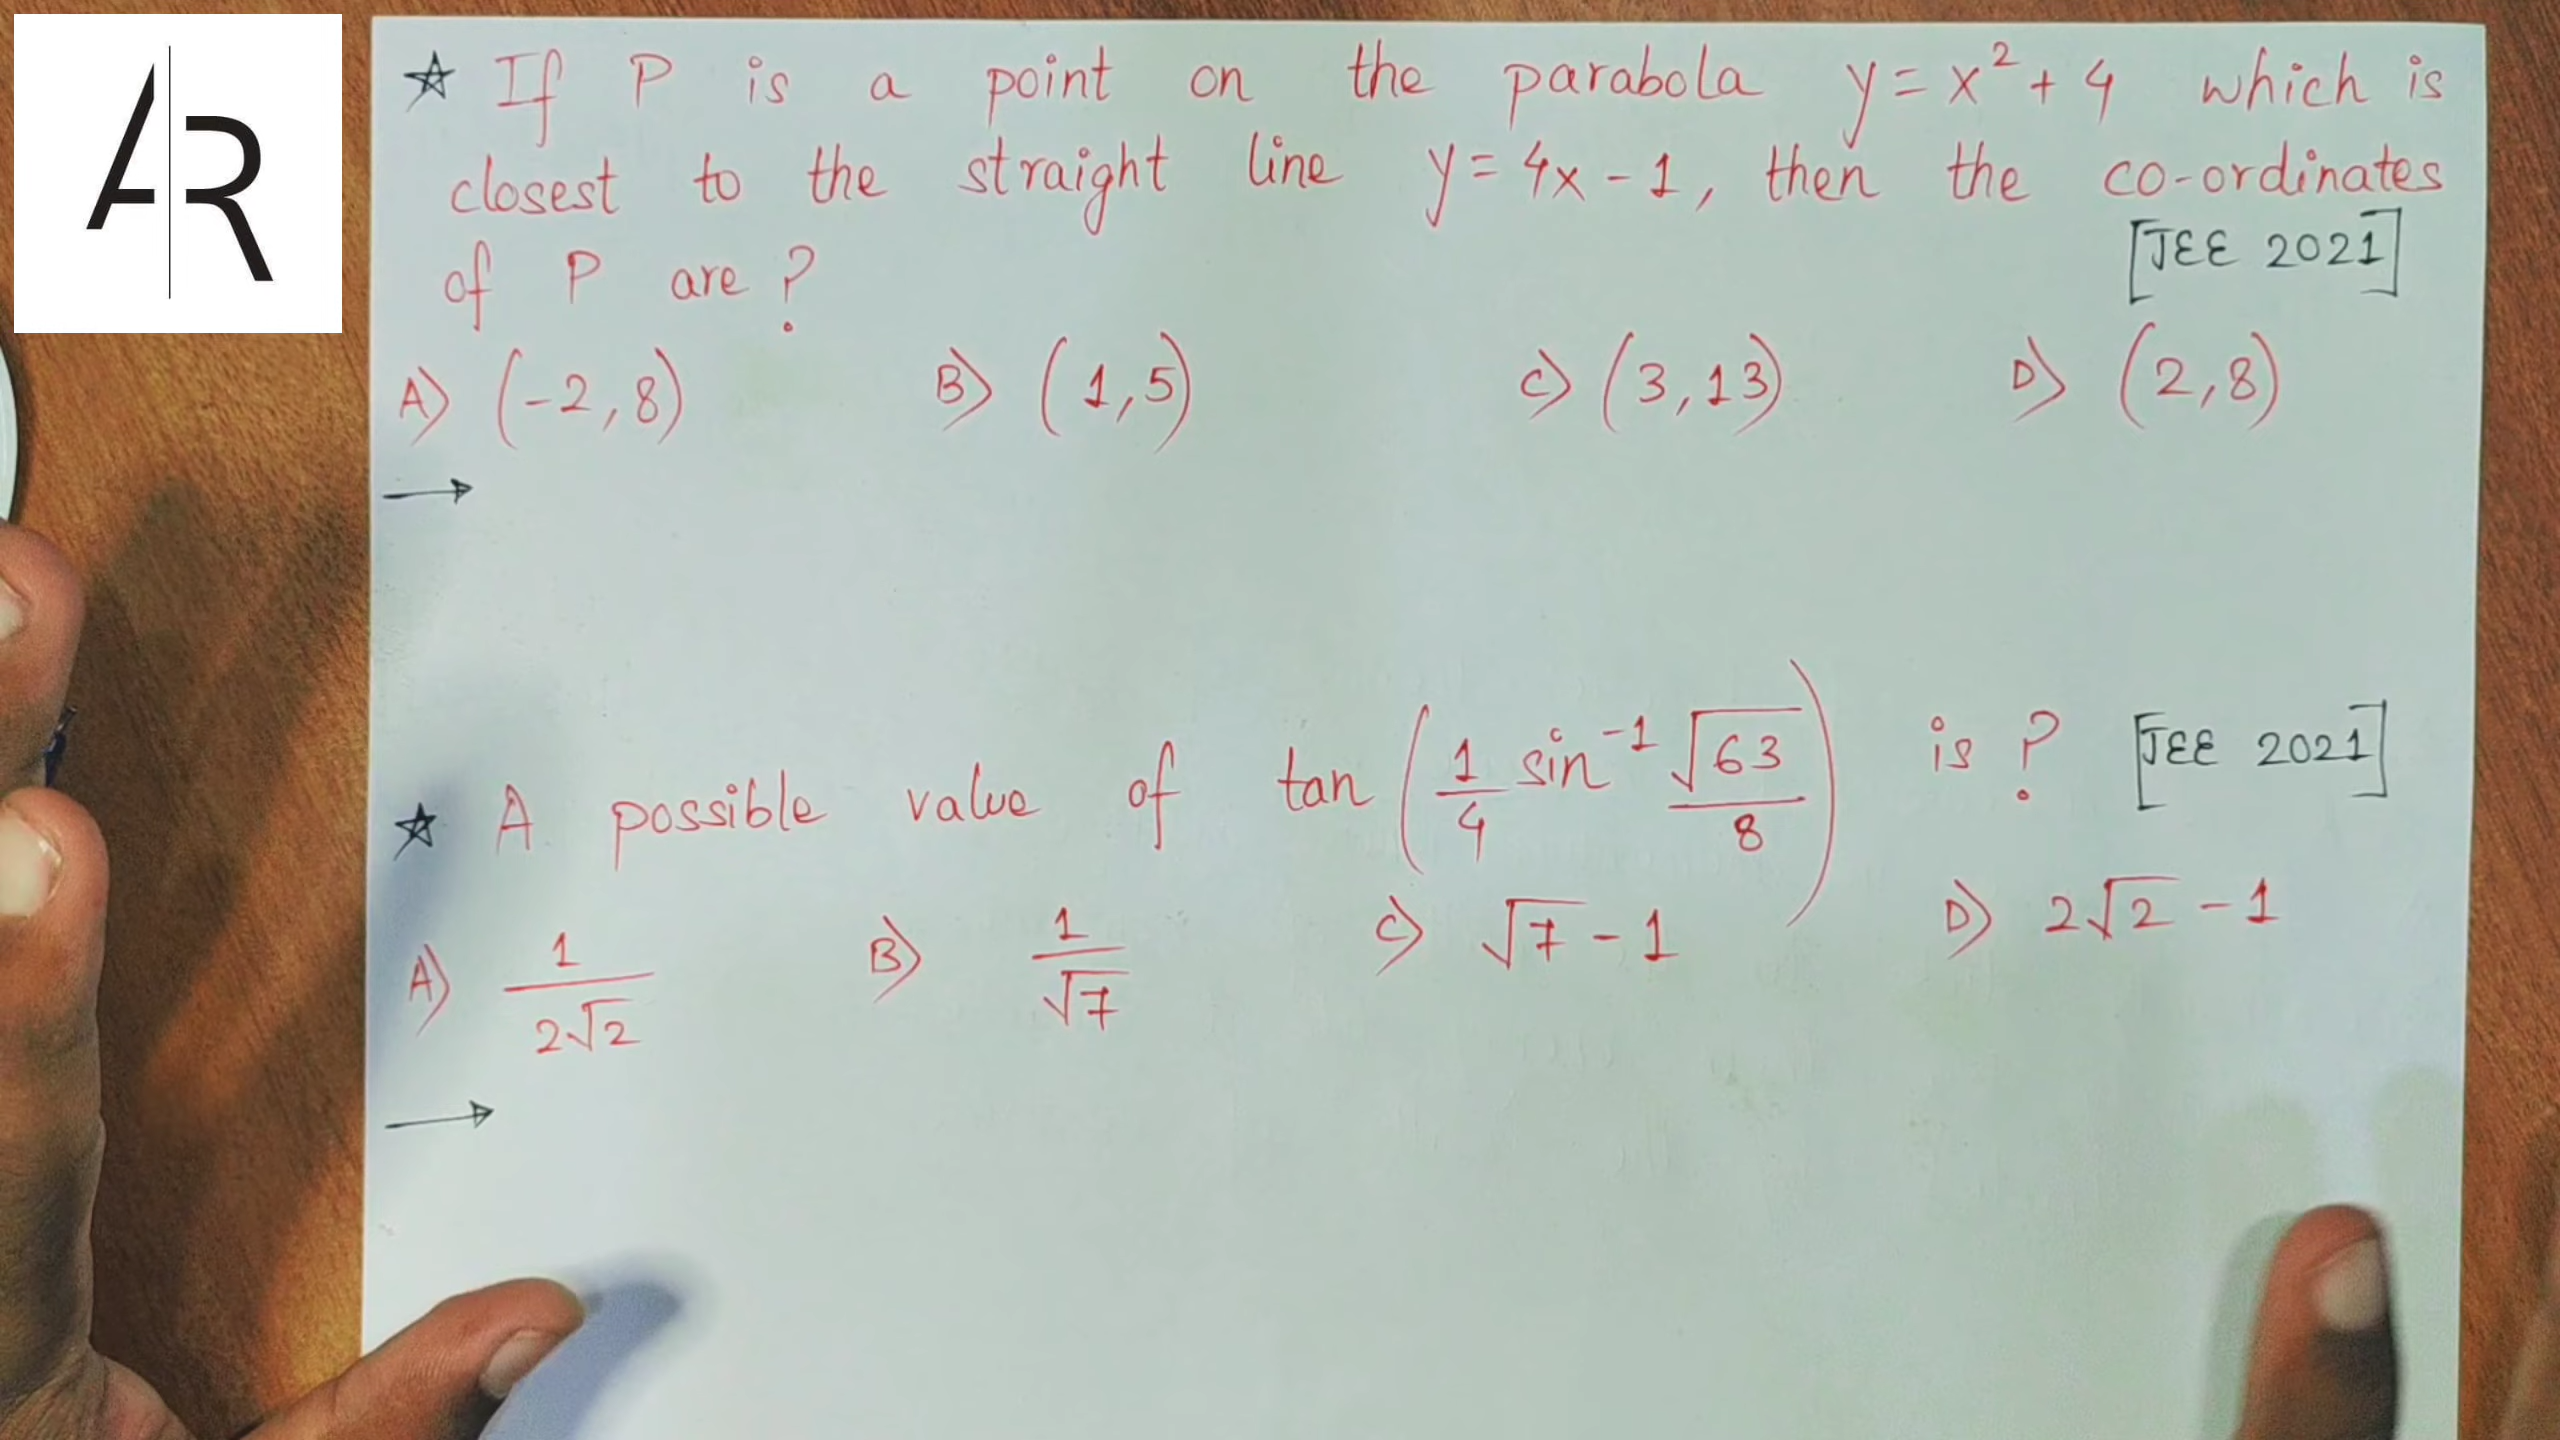 AR
☆ If P is a point on the parabola y = x² + 4 which is
closest to the straight line y = 4x - 1, then the co-ordinates
of P are ? [JEE 2021]
A) (-2, 8) B) (1, 5) C) (3, 13) D) (2, 8)
→
☆ A possible value of tan (1/4 sin⁻¹ √63/8) is ? [JEE 2021]
A) 1/2√2 B) 1/√7 C) √7 - 1 D) 2√2 - 1
→